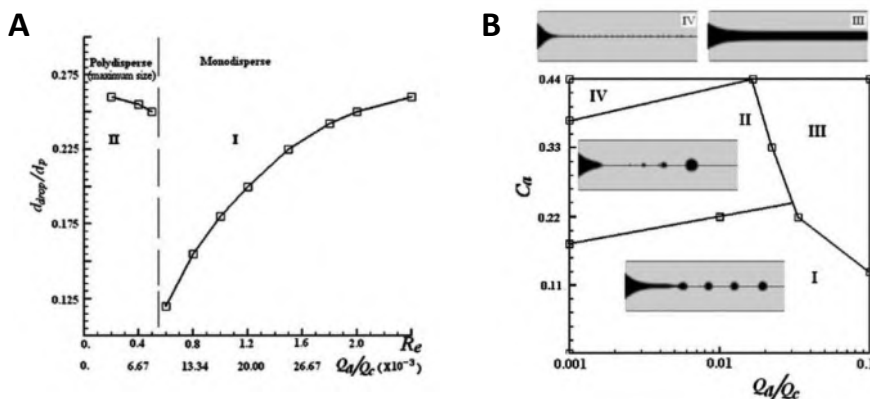 A
0.275
0.225
0.175
0.125
d_drop/d_p
Polydisperse
(maximum size)
Monodisperse
II
I
0. 0.4 0.8 1.2 1.6 2.0 Re
0. 6.67 13.34 20.00 26.67 Q_d/Q_c (X10^-3)
B
IV
III
0.44
0.33
0.22
0.11
Ca
IV
II
III
I
0.001 0.01 0.1
Q_d/Q_c